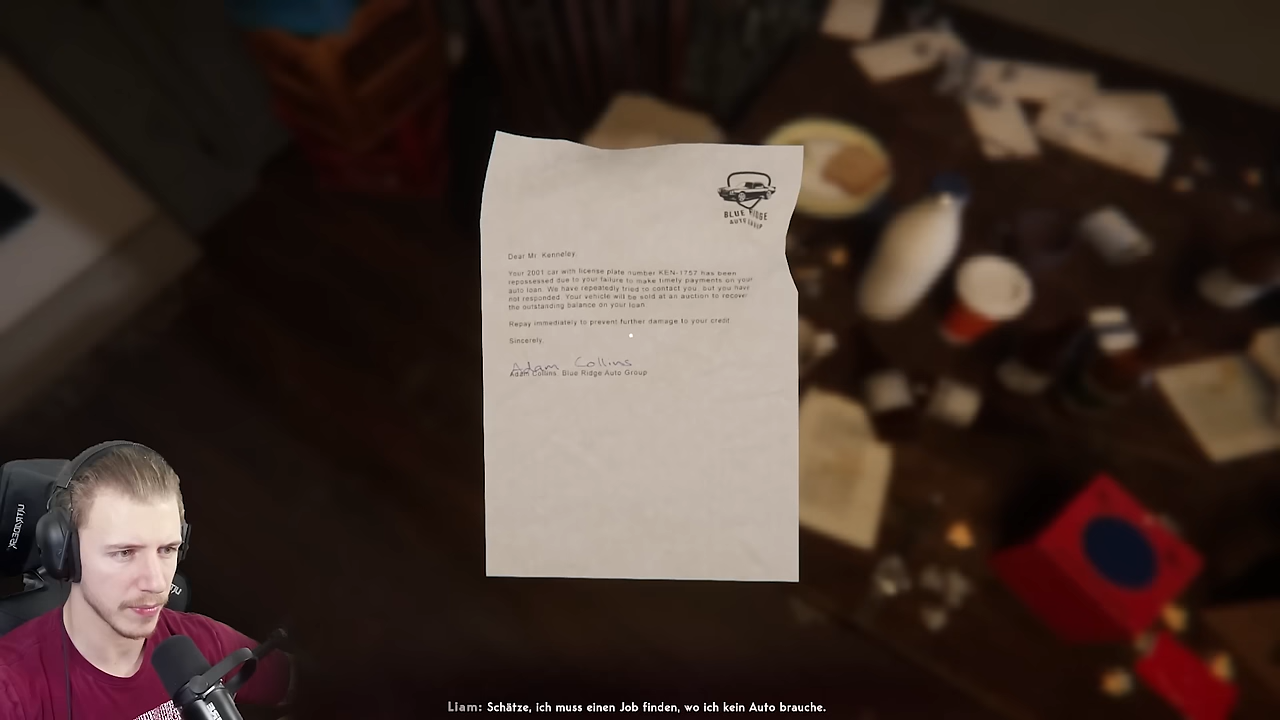 BLUE RIDGE
AUTO GROUP
Dear Mr. Kenneley.
Your 2001 car with license plate number KEN-1757 has been
repossessed due to your failure to make timely payments on your
auto loan. We have repeatedly tried to contact you, but you have
not responded. Your vehicle will be sold at an auction to recover
the outstanding balance on your loan.
Repay immediately to prevent further damage to your credit.
Sincerely,
Adam Collins
Adam Collins. Blue Ridge Auto Group
Liam: Schätze, ich muss einen Job finden, wo ich kein Auto brauche.